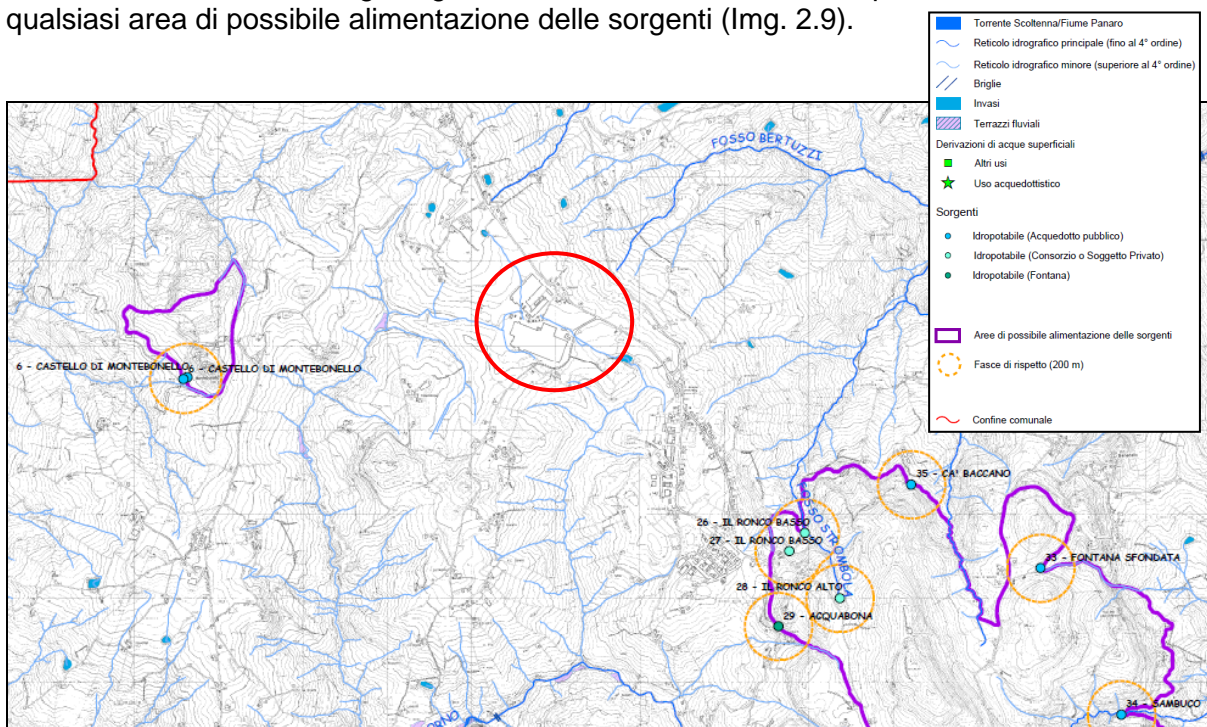 qualsiasi area di possibile alimentazione delle sorgenti (Img. 2.9).
Torrente Scoltenna/Fiume Panaro
Reticolo idrografico principale (fino al 4° ordine)
Reticolo idrografico minore (superiore al 4° ordine)
Briglie
Invasi
Terrazzi fluviali
Derivazioni di acque superficiali
Altri usi
Uso acquedottistico
Sorgenti
Idropotabile (Acquedotto pubblico)
Idropotabile (Consorzio o Soggetto Privato)
Idropotabile (Fontana)
Aree di possibile alimentazione delle sorgenti
Fasce di rispetto (200 m)
Confine comunale
FOSSO BERTUZZI
6 - CASTELLO DI MONTEBONELLO
6 - CASTELLO DI MONTEBONELLO
35 - CA' BACCANO
26 - IL RONCO BASSO
27 - IL RONCO BASSO
FOSSO STROMBOLA
33 - FONTANA SFONDATA
28 - IL RONCO ALTO
29 - ACQUABONA
34 - SAMBUCO